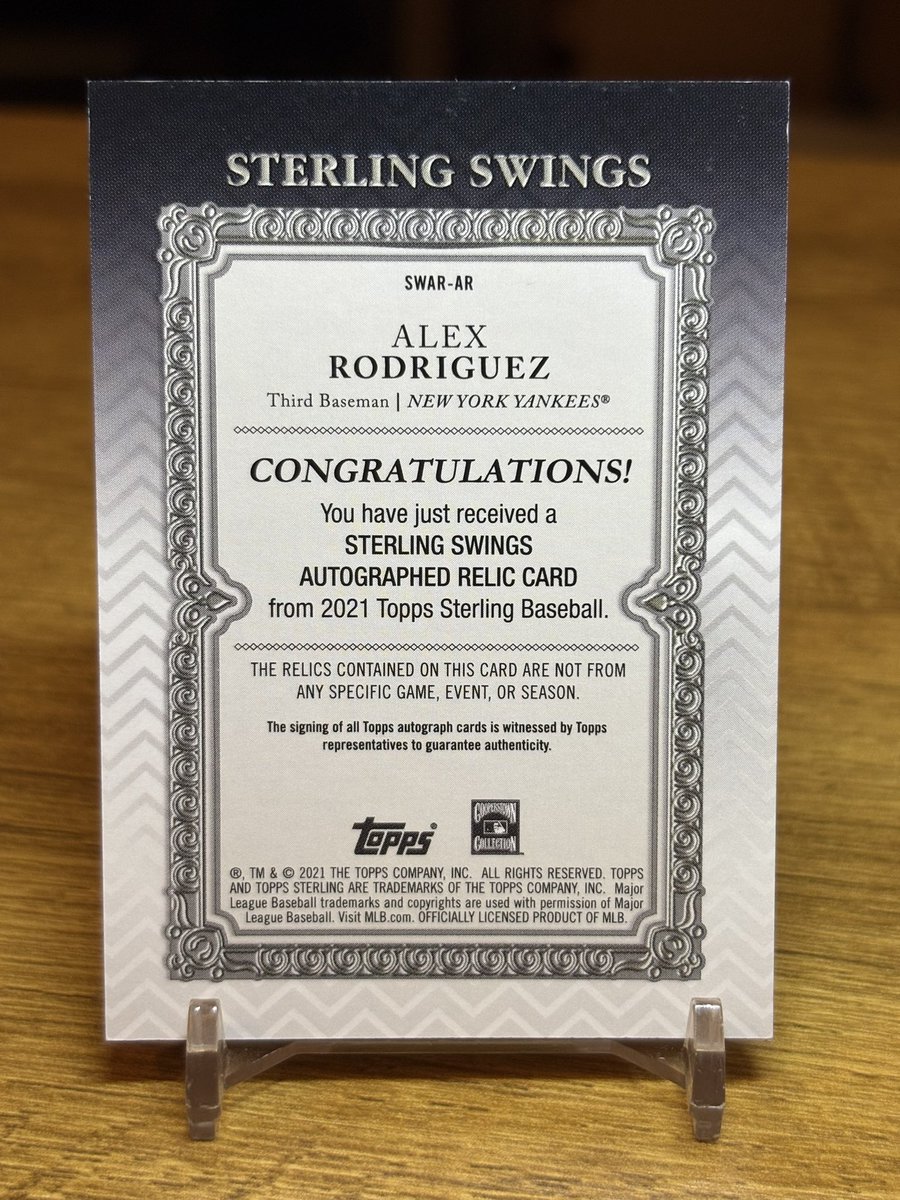 STERLING SWINGS
SWAR-AR
ALEX
RODRIGUEZ
Third Baseman | NEW YORK YANKEES®
CONGRATULATIONS!
You have just received a
STERLING SWINGS
AUTOGRAPHED RELIC CARD
from 2021 Topps Sterling Baseball.
THE RELICS CONTAINED ON THIS CARD ARE NOT FROM
ANY SPECIFIC GAME, EVENT, OR SEASON.
The signing of all Topps autograph cards is witnessed by Topps
representatives to guarantee authenticity.
topps®
COOPERSTOWN
COLLECTION
®, TM & © 2021 THE TOPPS COMPANY, INC. ALL RIGHTS RESERVED. TOPPS
AND TOPPS STERLING ARE TRADEMARKS OF THE TOPPS COMPANY, INC. Major
League Baseball trademarks and copyrights are used with permission of Major
League Baseball. Visit MLB.com. OFFICIALLY LICENSED PRODUCT OF MLB.